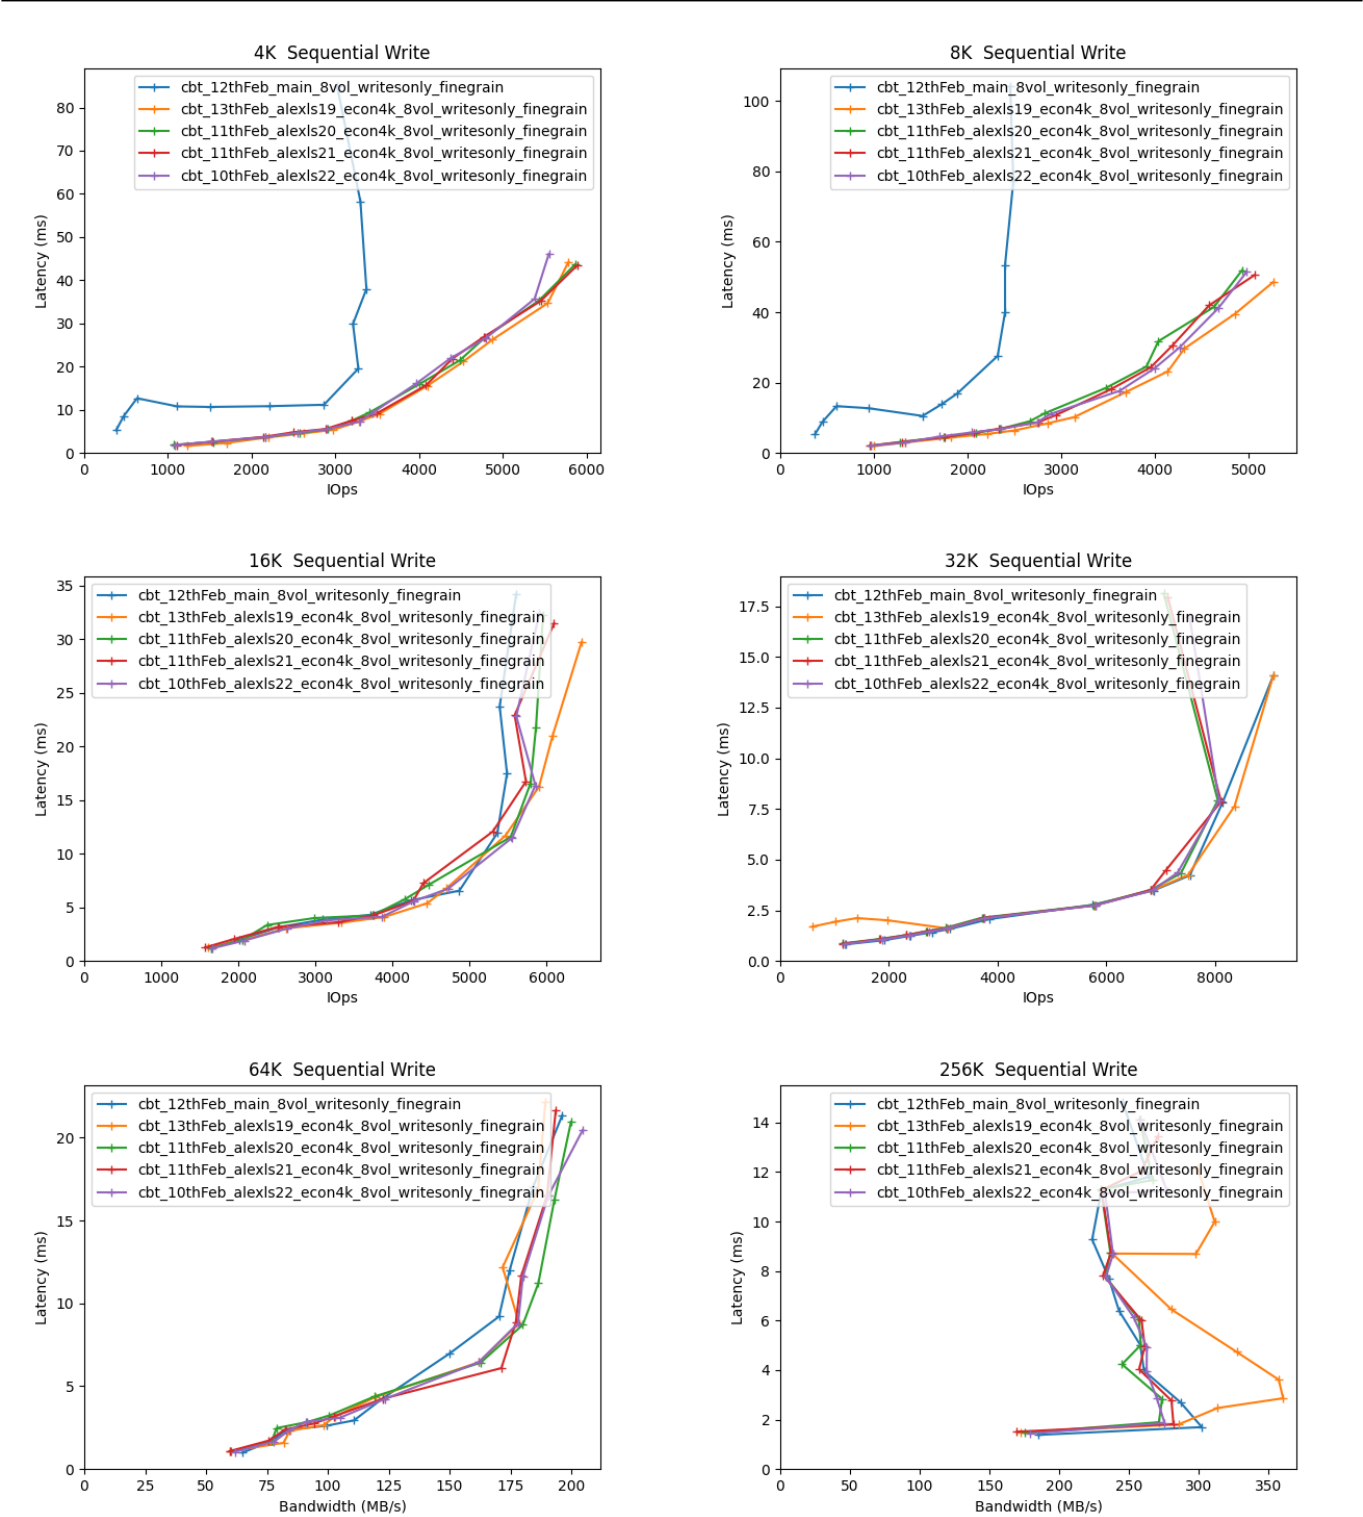 4K  Sequential Write
cbt_12thFeb_main_8vol_writesonly_finegrain
cbt_13thFeb_alexls19_econ4k_8vol_writesonly_finegrain
cbt_11thFeb_alexls20_econ4k_8vol_writesonly_finegrain
cbt_11thFeb_alexls21_econ4k_8vol_writesonly_finegrain
cbt_10thFeb_alexls22_econ4k_8vol_writesonly_finegrain
80
70
60
50
40
30
20
10
0
Latency (ms)
0 1000 2000 3000 4000 5000 6000
IOps
8K  Sequential Write
cbt_12thFeb_main_8vol_writesonly_finegrain
cbt_13thFeb_alexls19_econ4k_8vol_writesonly_finegrain
cbt_11thFeb_alexls20_econ4k_8vol_writesonly_finegrain
cbt_11thFeb_alexls21_econ4k_8vol_writesonly_finegrain
cbt_10thFeb_alexls22_econ4k_8vol_writesonly_finegrain
100
80
60
40
20
0
Latency (ms)
0 1000 2000 3000 4000 5000
IOps
16K  Sequential Write
cbt_12thFeb_main_8vol_writesonly_finegrain
cbt_13thFeb_alexls19_econ4k_8vol_writesonly_finegrain
cbt_11thFeb_alexls20_econ4k_8vol_writesonly_finegrain
cbt_11thFeb_alexls21_econ4k_8vol_writesonly_finegrain
cbt_10thFeb_alexls22_econ4k_8vol_writesonly_finegrain
35
30
25
20
15
10
5
0
Latency (ms)
0 1000 2000 3000 4000 5000 6000
IOps
32K  Sequential Write
cbt_12thFeb_main_8vol_writesonly_finegrain
cbt_13thFeb_alexls19_econ4k_8vol_writesonly_finegrain
cbt_11thFeb_alexls20_econ4k_8vol_writesonly_finegrain
cbt_11thFeb_alexls21_econ4k_8vol_writesonly_finegrain
cbt_10thFeb_alexls22_econ4k_8vol_writesonly_finegrain
17.5
15.0
12.5
10.0
7.5
5.0
2.5
0.0
Latency (ms)
0 2000 4000 6000 8000
IOps
64K  Sequential Write
cbt_12thFeb_main_8vol_writesonly_finegrain
cbt_13thFeb_alexls19_econ4k_8vol_writesonly_finegrain
cbt_11thFeb_alexls20_econ4k_8vol_writesonly_finegrain
cbt_11thFeb_alexls21_econ4k_8vol_writesonly_finegrain
cbt_10thFeb_alexls22_econ4k_8vol_writesonly_finegrain
20
15
10
5
0
Latency (ms)
0 25 50 75 100 125 150 175 200
Bandwidth (MB/s)
256K  Sequential Write
cbt_12thFeb_main_8vol_writesonly_finegrain
cbt_13thFeb_alexls19_econ4k_8vol_writesonly_finegrain
cbt_11thFeb_alexls20_econ4k_8vol_writesonly_finegrain
cbt_11thFeb_alexls21_econ4k_8vol_writesonly_finegrain
cbt_10thFeb_alexls22_econ4k_8vol_writesonly_finegrain
14
12
10
8
6
4
2
0
Latency (ms)
0 50 100 150 200 250 300 350
Bandwidth (MB/s)